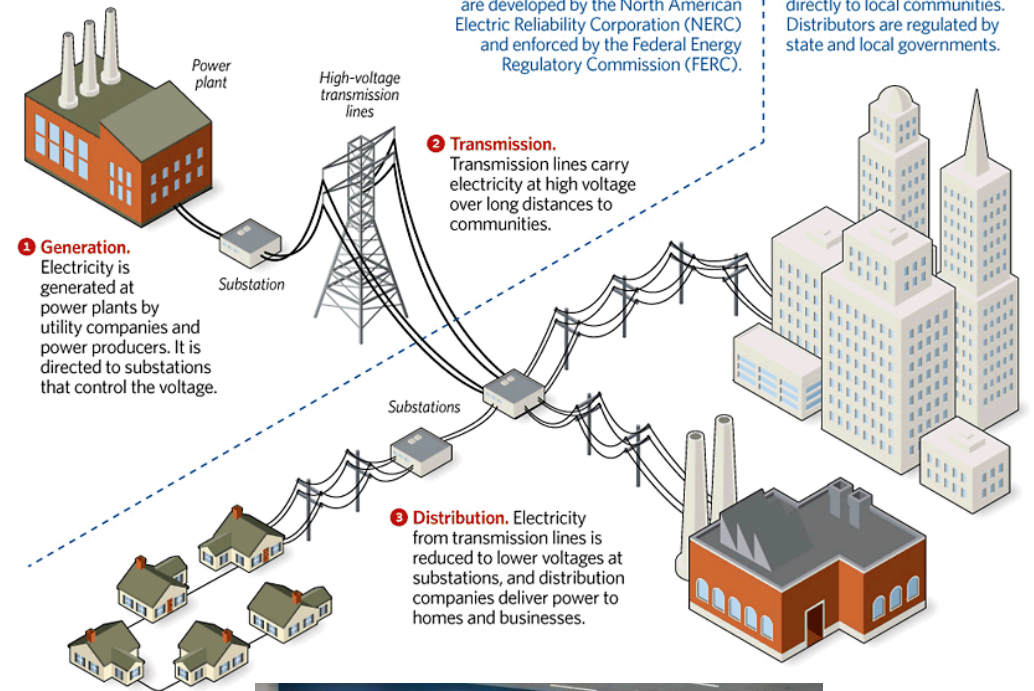 are developed by the North American
Electric Reliability Corporation (NERC)
and enforced by the Federal Energy
Regulatory Commission (FERC).
directly to local communities.
Distributors are regulated by
state and local governments.
Power
plant
High-voltage
transmission
lines
2 Transmission.
Transmission lines carry
electricity at high voltage
over long distances to
communities.
1 Generation.
Electricity is
generated at
power plants by
utility companies and
power producers. It is
directed to substations
that control the voltage.
Substation
Substations
3 Distribution. Electricity
from transmission lines is
reduced to lower voltages at
substations, and distribution
companies deliver power to
homes and businesses.